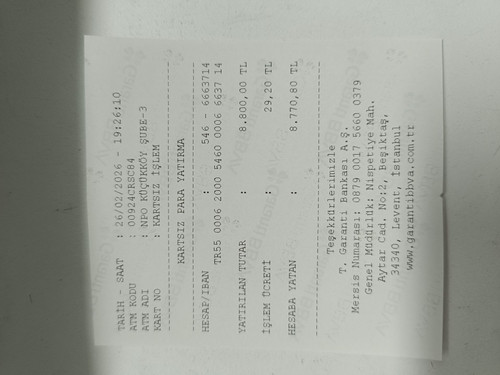 TARİH - SAAT : 26/02/2026 - 19:26:10
ATM KODU : 00924CRSC84
ATM ADI : NPO KÜÇÜKKÖY ŞUBE-3
KART NO : KARTSIZ İŞLEM
KARTSIZ PARA YATIRMA
HESAP/IBAN : 546 - 6663714
TR55 0006 2000 5460 0006 6637 14
YATIRILAN TUTAR : 8.800,00 TL
İŞLEM ÜCRETİ : 29,20 TL
HESABA YATAN : 8.770,80 TL
Teşekkürlerimizle
T. Garanti Bankası A.Ş.
Mersis Numarası: 0879 0017 5660 0379
Genel Müdürlük: Nispetiye Mah.
Aytar Cad. No:2, Beşiktaş,
34340, Levent, İstanbul
www.garantibbva.com.tr